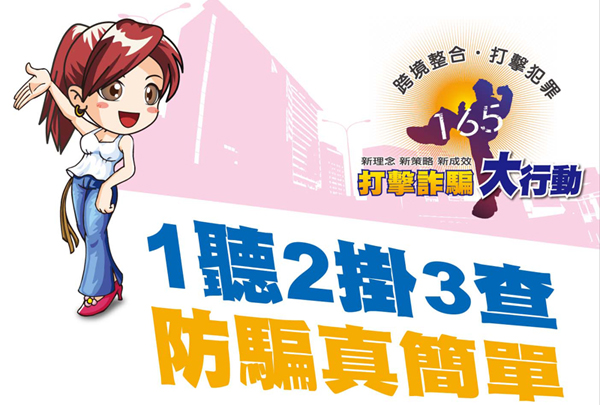 跨境整合·打擊犯罪
165
新理念 新策略 新成效
打擊詐騙大行動
1聽2掛3查
防騙真簡單